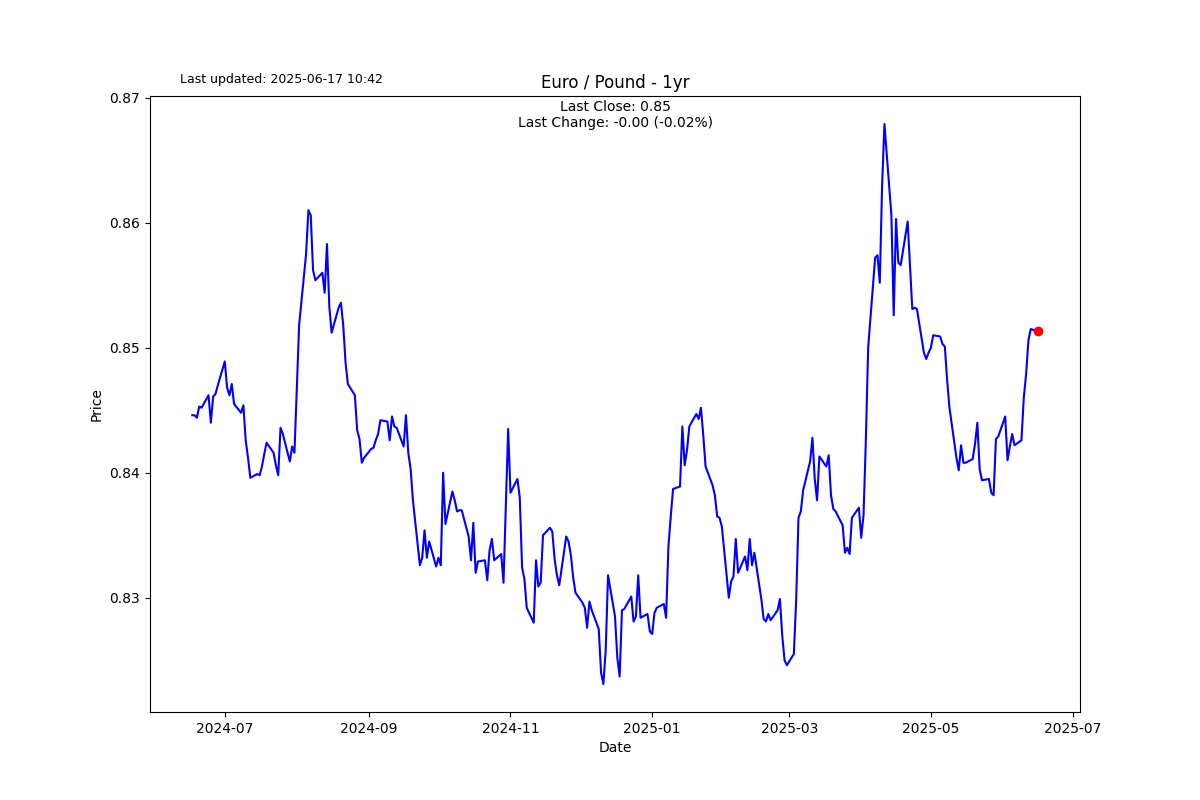 Last updated: 2025-06-17 10:42
Euro / Pound - 1yr
Last Close: 0.85
Last Change: -0.00 (-0.02%)
0.87
0.86
0.85
0.84
0.83
Price
2024-07
2024-09
2024-11
2025-01
2025-03
2025-05
2025-07
Date